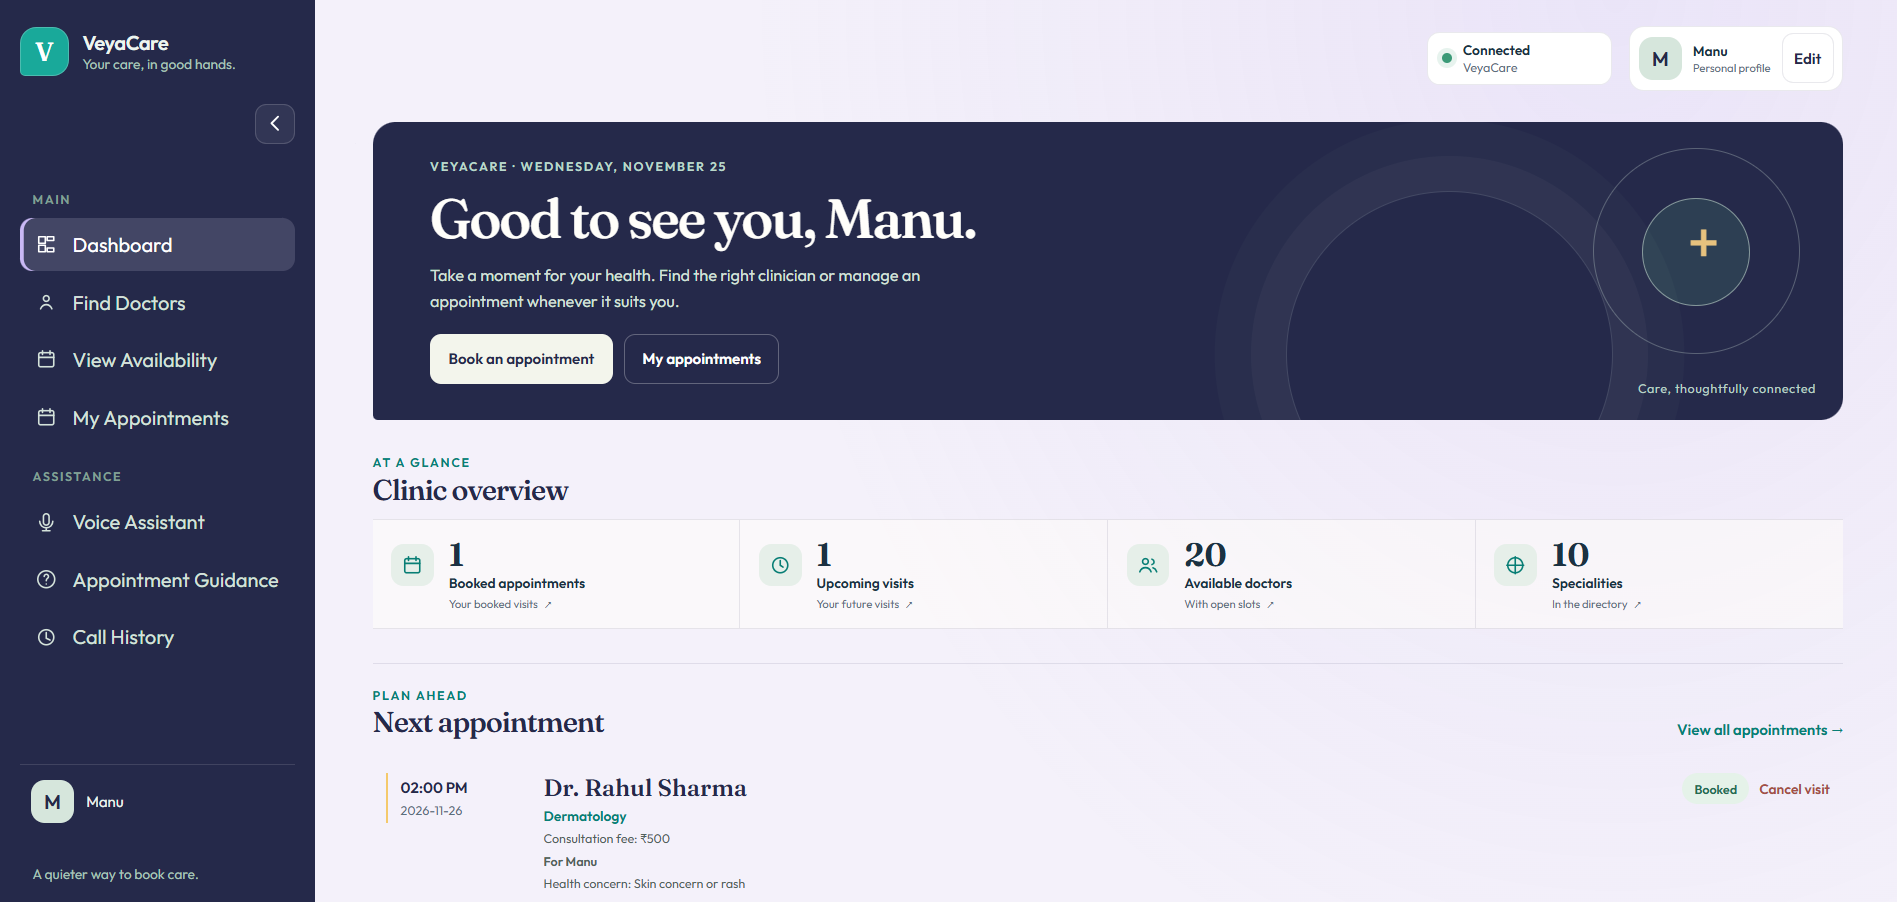 V
VeyaCare
Your care, in good hands.
MAIN
Dashboard
Find Doctors
View Availability
My Appointments
ASSISTANCE
Voice Assistant
Appointment Guidance
Call History
M
Manu
A quieter way to book care.
Connected
VeyaCare
M
Manu
Personal profile
Edit
VEYACARE · WEDNESDAY, NOVEMBER 25
Good to see you, Manu.
Take a moment for your health. Find the right clinician or manage an
appointment whenever it suits you.
Book an appointment
My appointments
Care, thoughtfully connected
AT A GLANCE
Clinic overview
1
Booked appointments
Your booked visits ↗
1
Upcoming visits
Your future visits ↗
20
Available doctors
With open slots ↗
10
Specialities
In the directory ↗
PLAN AHEAD
Next appointment
View all appointments →
02:00 PM
2026-11-26
Dr. Rahul Sharma
Dermatology
Consultation fee: ₹500
For Manu
Health concern: Skin concern or rash
Booked
Cancel visit